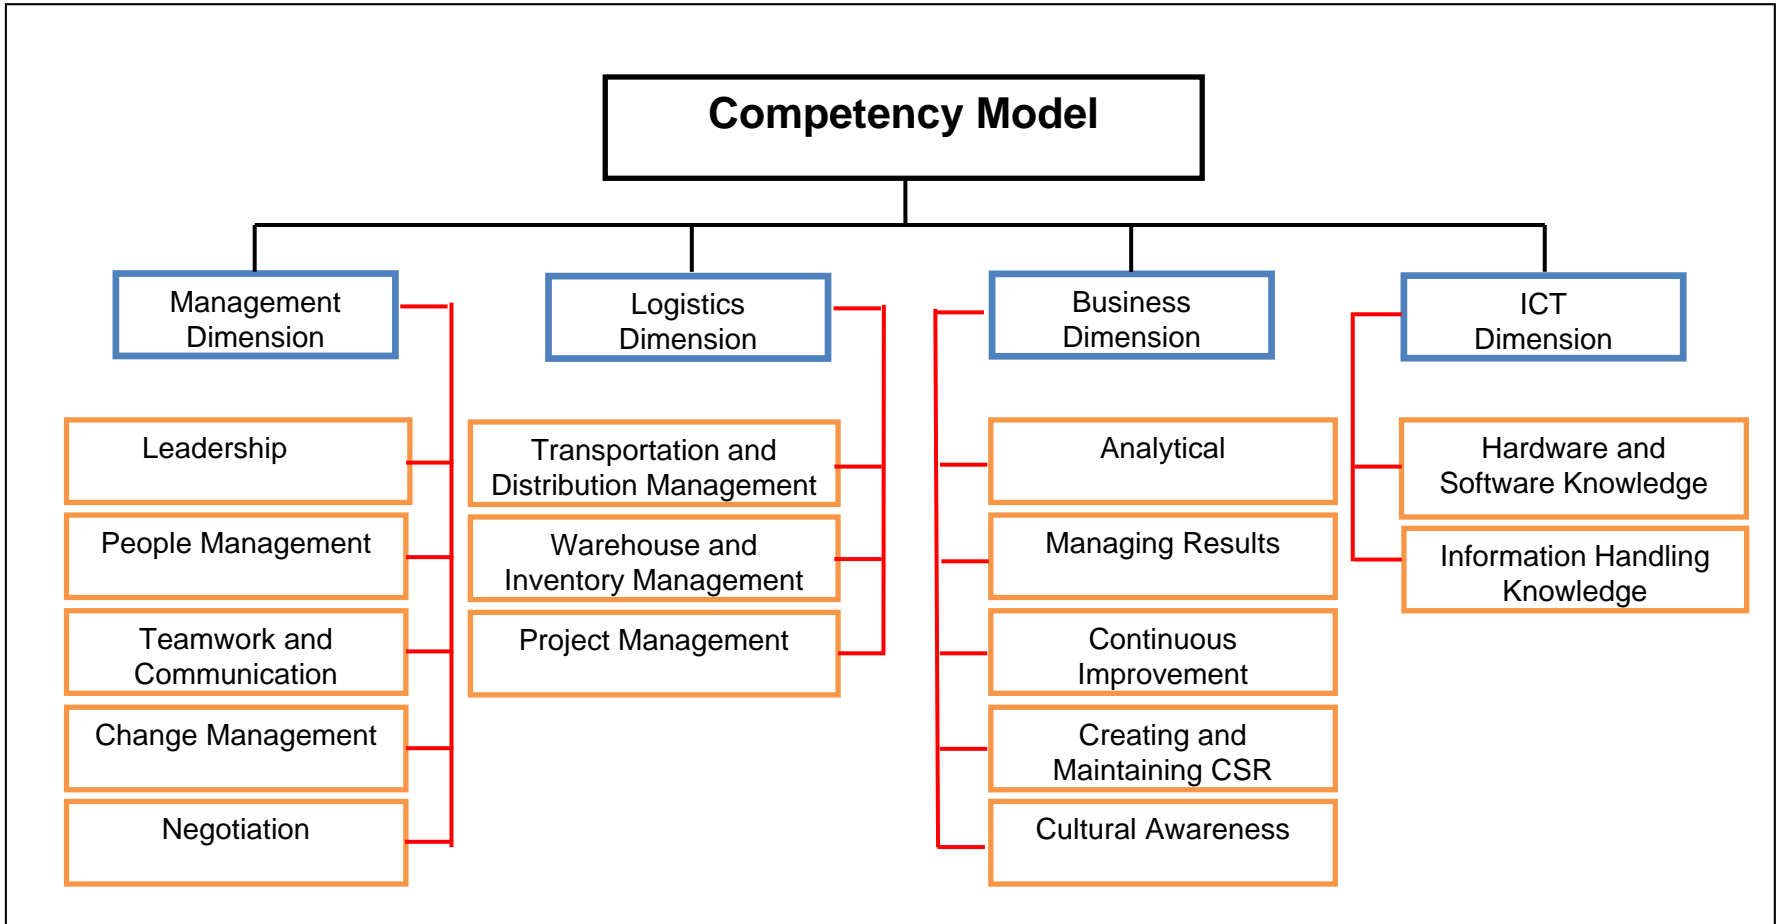 Competency Model
Management
Dimension
Logistics
Dimension
Business
Dimension
ICT
Dimension
Leadership
People Management
Teamwork and
Communication
Change Management
Negotiation
Transportation and
Distribution Management
Warehouse and
Inventory Management
Project Management
Analytical
Managing Results
Continuous
Improvement
Creating and
Maintaining CSR
Cultural Awareness
Hardware and
Software Knowledge
Information Handling
Knowledge